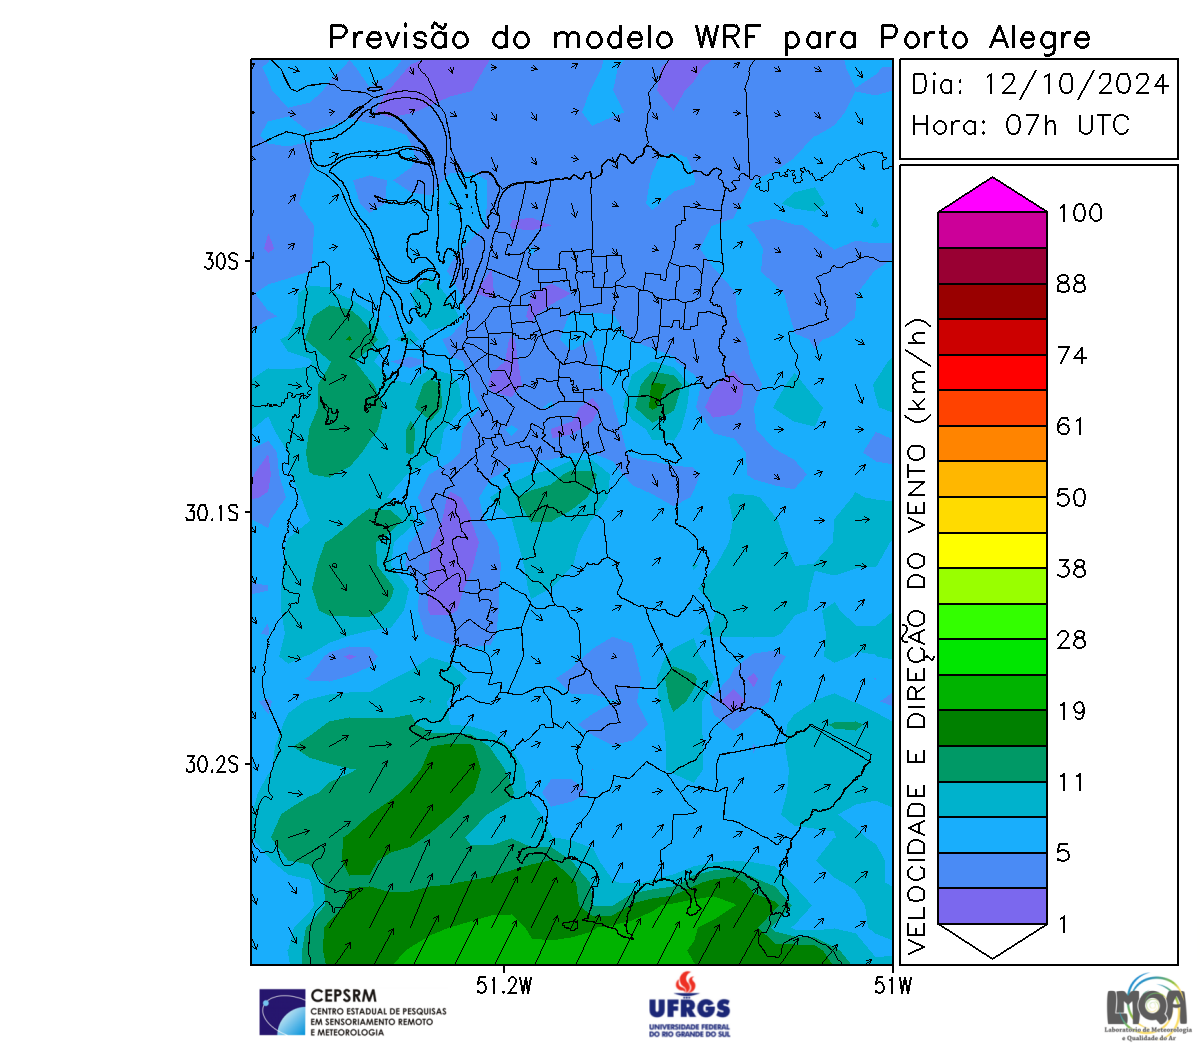 Previsão do modelo WRF para Porto Alegre
Dia: 12/10/2024
Hora: 07h UTC
30S
30.1S
30.2S
51.2W
51W
VELOCIDADE E DIREÇÃO DO VENTO (km/h)
100
88
74
61
50
38
28
19
11
5
1
CEPSRM
CENTRO ESTADUAL DE PESQUISAS
EM SENSORIAMENTO REMOTO
E METEOROLOGIA
UFRGS
UNIVERSIDADE FEDERAL
DO RIO GRANDE DO SUL
LMQA
Laboratório de Meteorologia
e Qualidade do Ar